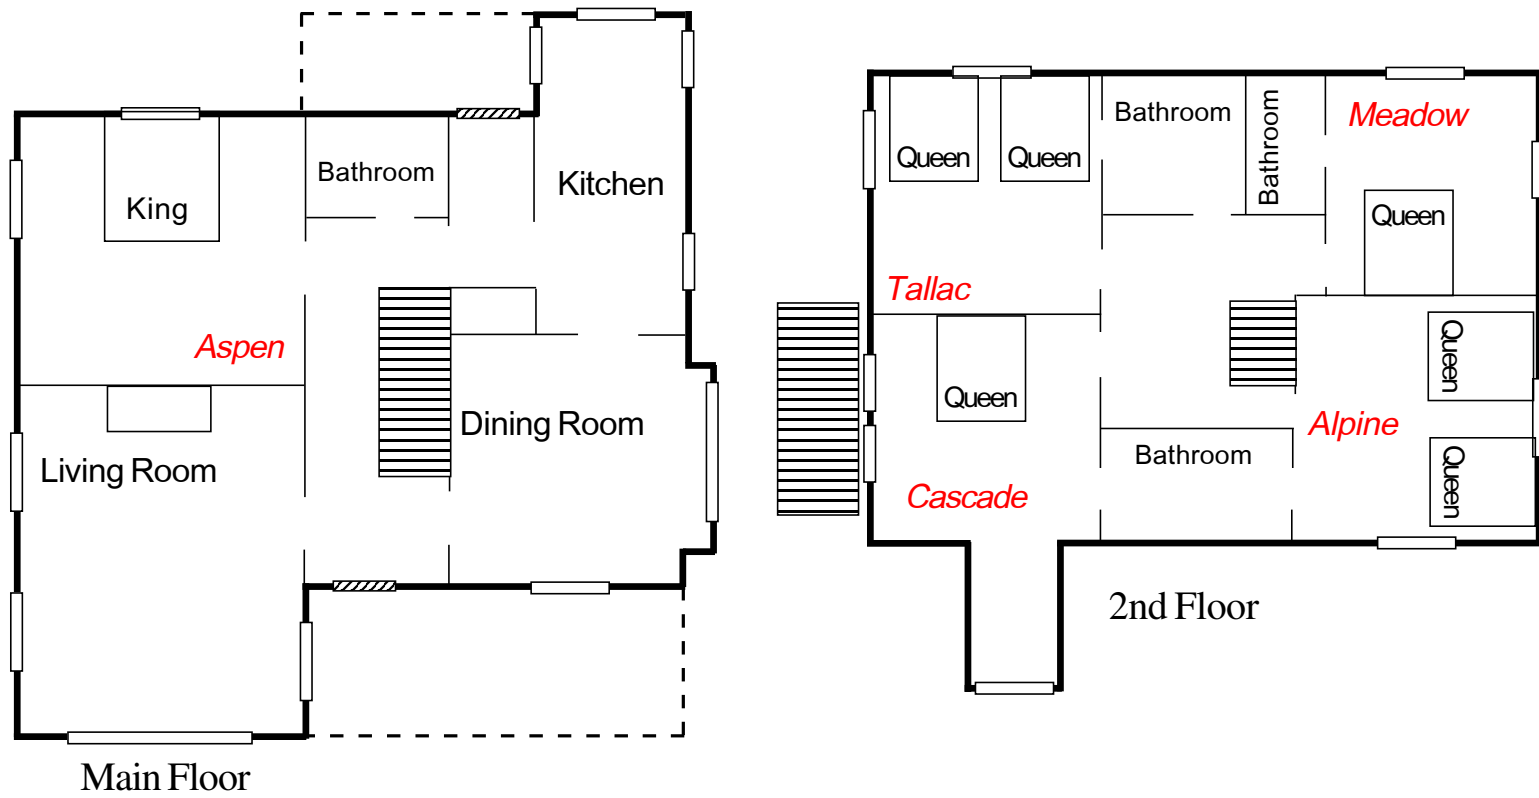 Kitchen
Bathroom
King
Aspen
Dining Room
Living Room
Main Floor
Bathroom
Bathroom
Meadow
Queen
Queen
Queen
Tallac
Queen
Queen
Alpine
Bathroom
Queen
Cascade
2nd Floor